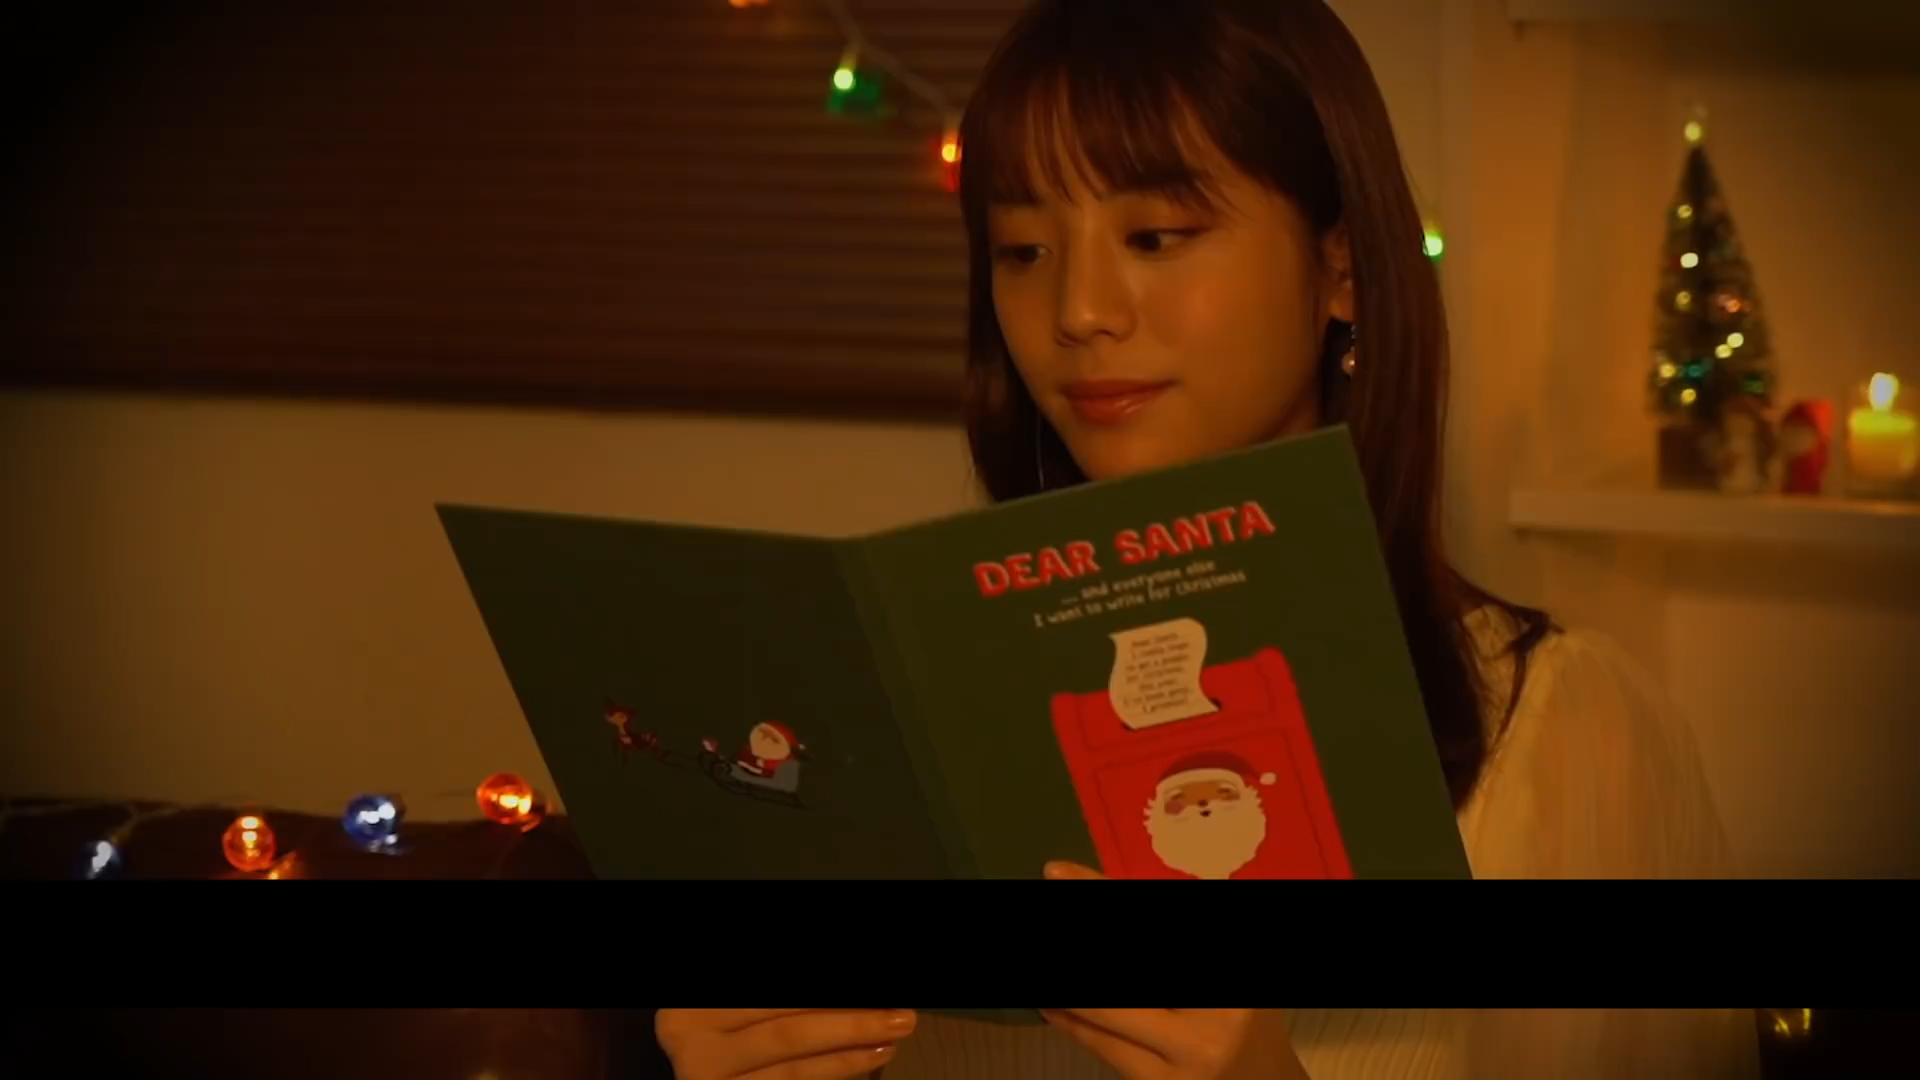 DEAR SANTA
... and everyone else
I want to write for Christmas